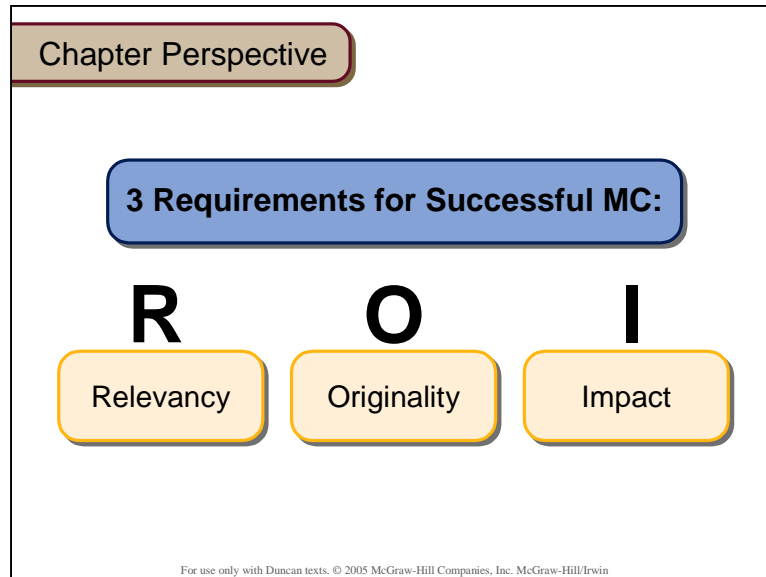 Chapter Perspective
3 Requirements for Successful MC:
R O I
Relevancy Originality Impact
For use only with Duncan texts. © 2005 McGraw-Hill Companies, Inc. McGraw-Hill/Irwin